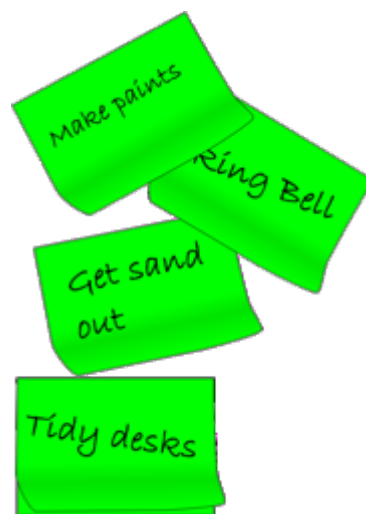 Make paints
Ring Bell
Get sand
out
Tidy desks